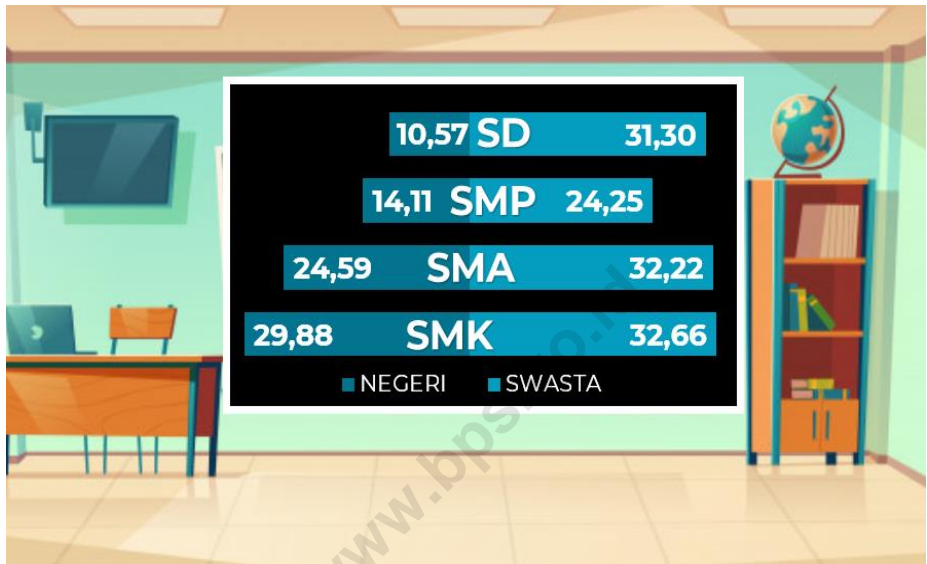 10,57 SD 31,30
14,11 SMP 24,25
24,59 SMA 32,22
29,88 SMK 32,66
NEGERI SWASTA